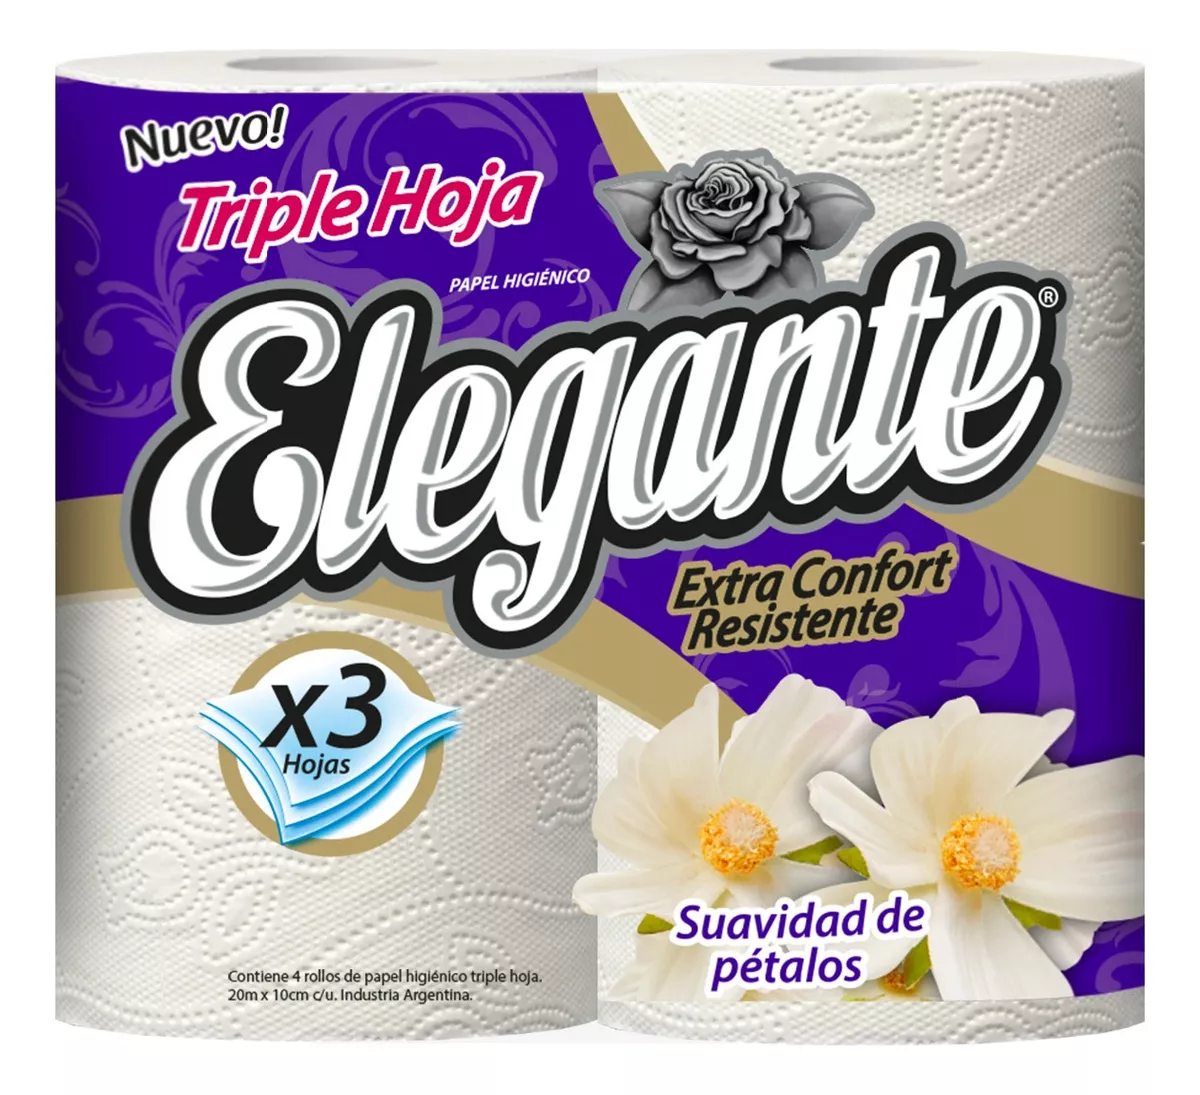 Nuevo!
Triple Hoja
PAPEL HIGIÉNICO
Elegante®
Extra Confort
Resistente
x3
Hojas
Suavidad de
pétalos
Contiene 4 rollos de papel higiénico triple hoja.
20m x 10cm c/u. Industria Argentina.